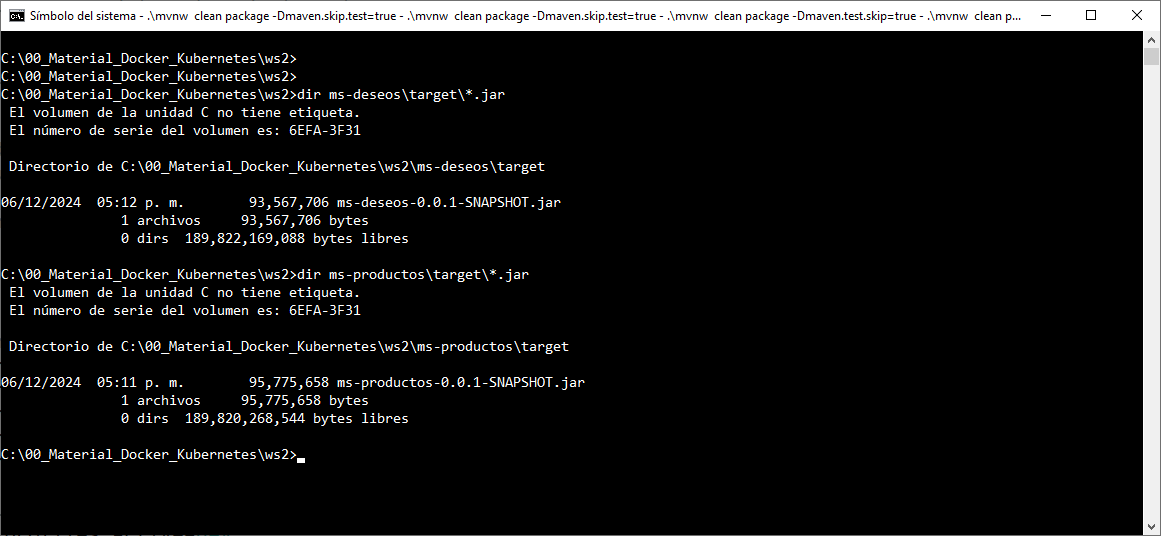 Símbolo del sistema - .\mvnw  clean package -Dmaven.skip.test=true - .\mvnw  clean package -Dmaven.skip.test=true - .\mvnw  clean package -Dmaven.test.skip=true - .\mvnw  clean p...
C:\00_Material_Docker_Kubernetes\ws2>
C:\00_Material_Docker_Kubernetes\ws2>
C:\00_Material_Docker_Kubernetes\ws2>dir ms-deseos\target\*.jar
 El volumen de la unidad C no tiene etiqueta.
 El número de serie del volumen es: 6EFA-3F31
 Directorio de C:\00_Material_Docker_Kubernetes\ws2\ms-deseos\target
06/12/2024  05:12 p. m.        93,567,706 ms-deseos-0.0.1-SNAPSHOT.jar
               1 archivos     93,567,706 bytes
               0 dirs  189,822,169,088 bytes libres
C:\00_Material_Docker_Kubernetes\ws2>dir ms-productos\target\*.jar
 El volumen de la unidad C no tiene etiqueta.
 El número de serie del volumen es: 6EFA-3F31
 Directorio de C:\00_Material_Docker_Kubernetes\ws2\ms-productos\target
06/12/2024  05:11 p. m.        95,775,658 ms-productos-0.0.1-SNAPSHOT.jar
               1 archivos     95,775,658 bytes
               0 dirs  189,820,268,544 bytes libres
C:\00_Material_Docker_Kubernetes\ws2>